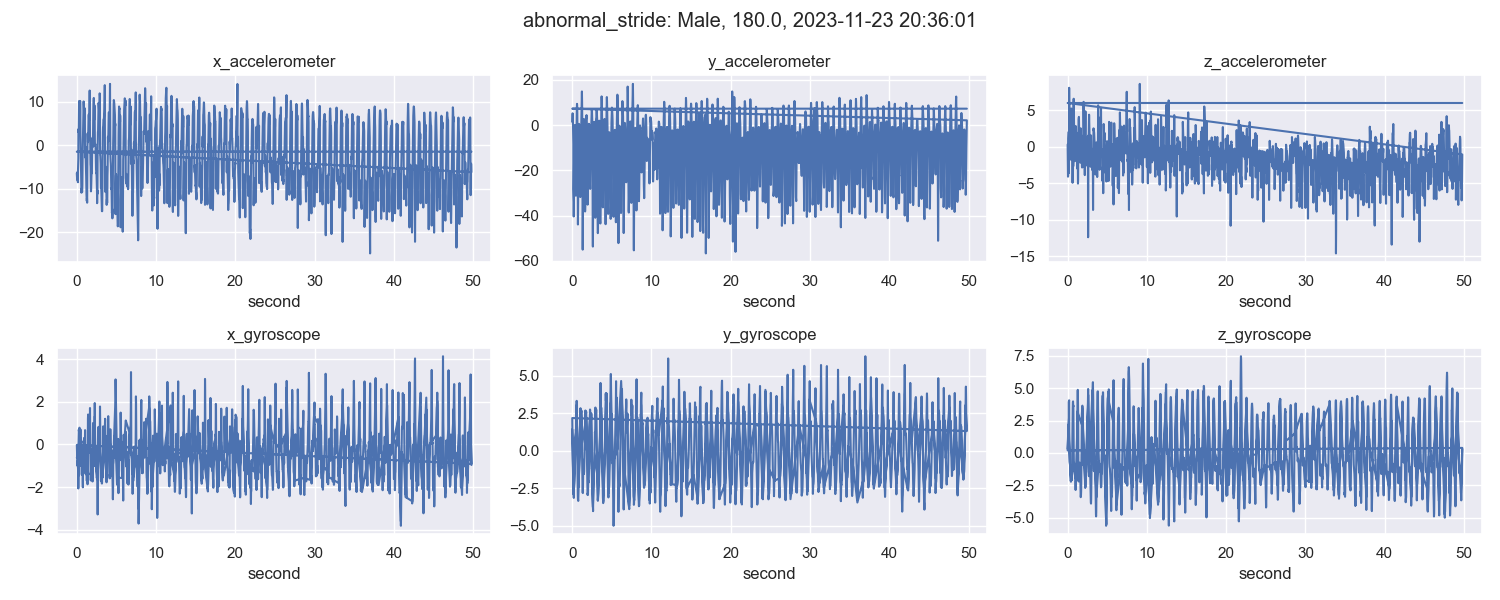 abnormal_stride: Male, 180.0, 2023-11-23 20:36:01
x_accelerometer
10
0
−10
−20
0 10 20 30 40 50
second
y_accelerometer
20
0
−20
−40
−60
0 10 20 30 40 50
second
z_accelerometer
5
0
−5
−10
−15
0 10 20 30 40 50
second
x_gyroscope
4
2
0
−2
−4
0 10 20 30 40 50
second
y_gyroscope
5.0
2.5
0.0
−2.5
−5.0
0 10 20 30 40 50
second
z_gyroscope
7.5
5.0
2.5
0.0
−2.5
−5.0
0 10 20 30 40 50
second